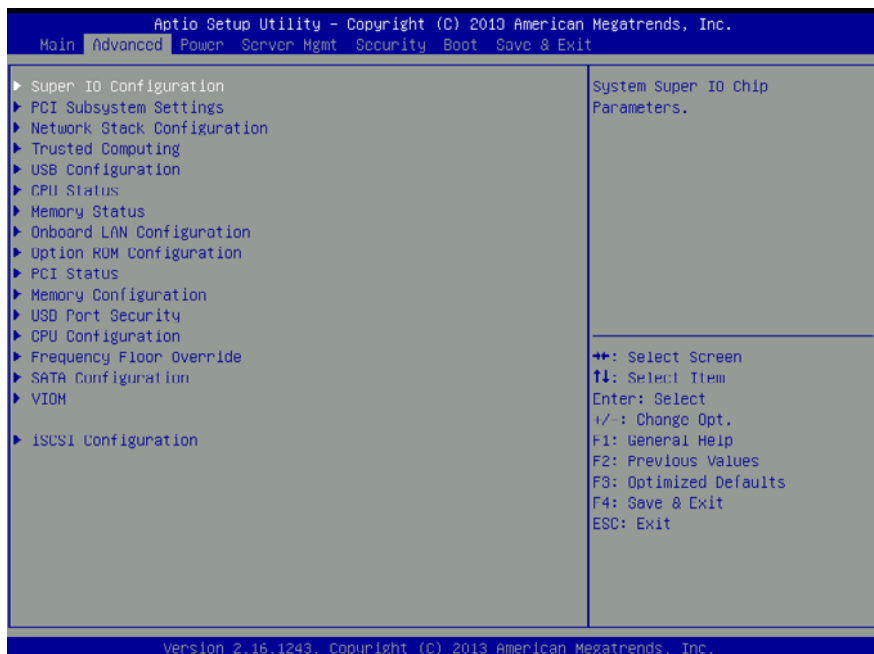 Aptio Setup Utility – Copyright (C) 2013 American Megatrends, Inc.
Main Advanced Power Server Mgmt Security Boot Save & Exit
Super IO Configuration
PCI Subsystem Settings
Network Stack Configuration
Trusted Computing
USB Configuration
CPU Status
Memory Status
Onboard LAN Configuration
Option ROM Configuration
PCI Status
Memory Configuration
USB Port Security
CPU Configuration
Frequency Floor Override
SATA Configuration
VIOM
iSCSI Configuration
System Super IO Chip
Parameters.
→←: Select Screen
↑↓: Select Item
Enter: Select
+/-: Change Opt.
F1: General Help
F2: Previous Values
F3: Optimized Defaults
F4: Save & Exit
ESC: Exit
Version 2.16.1243. Copyright (C) 2013 American Megatrends, Inc.